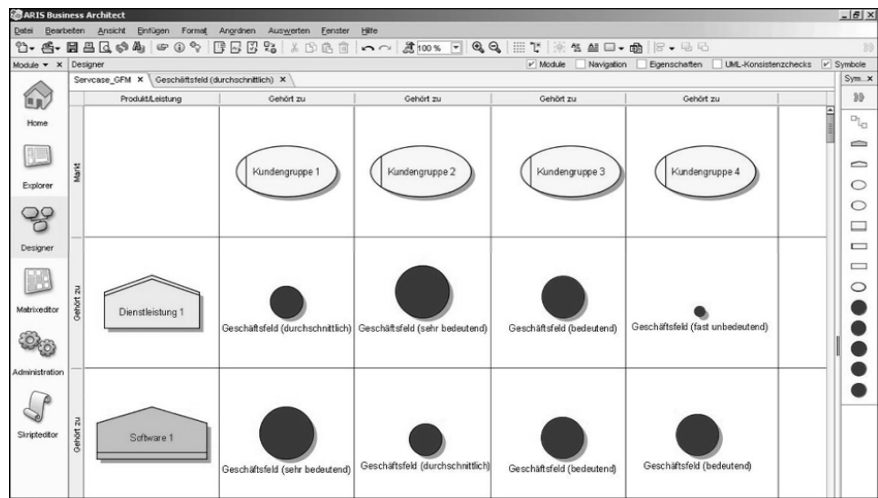 ARIS Business Architect
Datei Bearbeiten Ansicht Einfügen Format Anordnen Auswerten Fenster Hilfe
100 %
Module Designer Module Navigation Eigenschaften UML-Konsistenzchecks Symbole
Servcase_GFM Geschäftsfeld (durchschnittlich) Sym...
Produkt/Leistung Gehört zu Gehört zu Gehört zu Gehört zu
Home
Explorer
Designer
Matrixeditor
Administration
Skripteditor
Markt
Kundengruppe 1 Kundengruppe 2 Kundengruppe 3 Kundengruppe 4
Gehört zu
Dienstleistung 1
Geschäftsfeld (durchschnittlich) Geschäftsfeld (sehr bedeutend) Geschäftsfeld (bedeutend) Geschäftsfeld (fast unbedeutend)
Gehört zu
Software 1
Geschäftsfeld (sehr bedeutend) Geschäftsfeld (durchschnittlich) Geschäftsfeld (bedeutend) Geschäftsfeld (bedeutend)